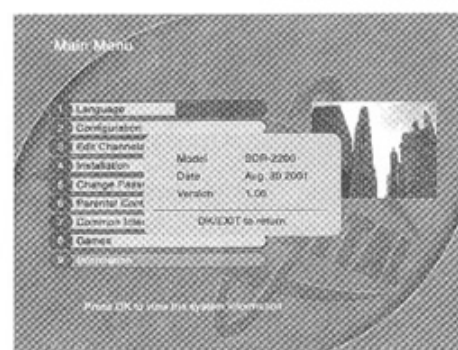 Main Menu
1 Language
2 Configuration
3 Edit Channels
4 Installation
5 Change Pass
6 Parental Cont
7 Common Inter
8 Games
9 Information
Model SCR-2200
Date Aug. 30 2001
Version 1.06
OK/EXIT to return
Press OK to view the system information